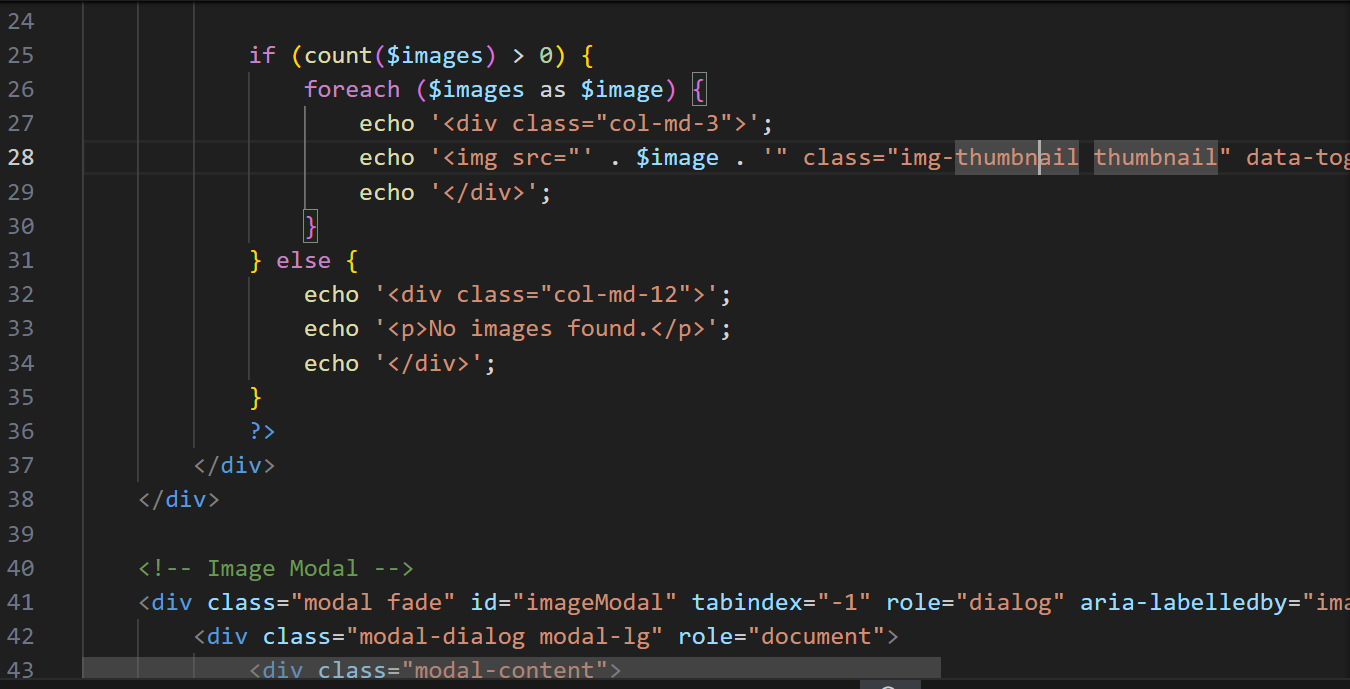 24
25 if (count($images) > 0) {
26 foreach ($images as $image) {
27 echo '<div class="col-md-3">';
28 echo '<img src="' . $image . '" class="img-thumbnail thumbnail" data-tog
29 echo '</div>';
30 }
31 } else {
32 echo '<div class="col-md-12">';
33 echo '<p>No images found.</p>';
34 echo '</div>';
35 }
36 ?>
37 </div>
38 </div>
39
40 <!-- Image Modal -->
41 <div class="modal fade" id="imageModal" tabindex="-1" role="dialog" aria-labelledby="ima
42 <div class="modal-dialog modal-lg" role="document">
43 <div class="modal-content">